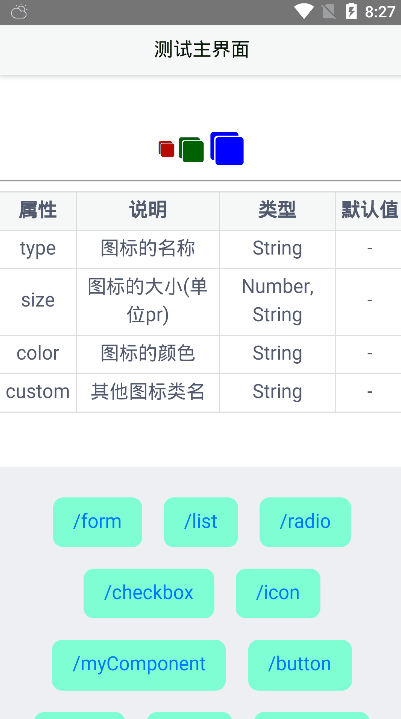 8:27
测试主界面
属性 说明 类型 默认值
type 图标的名称 String -
size 图标的大小(单 Number, -
位pr) String
color 图标的颜色 String -
custom 其他图标类名 String -
/form /list /radio
/checkbox /icon
/myComponent /button